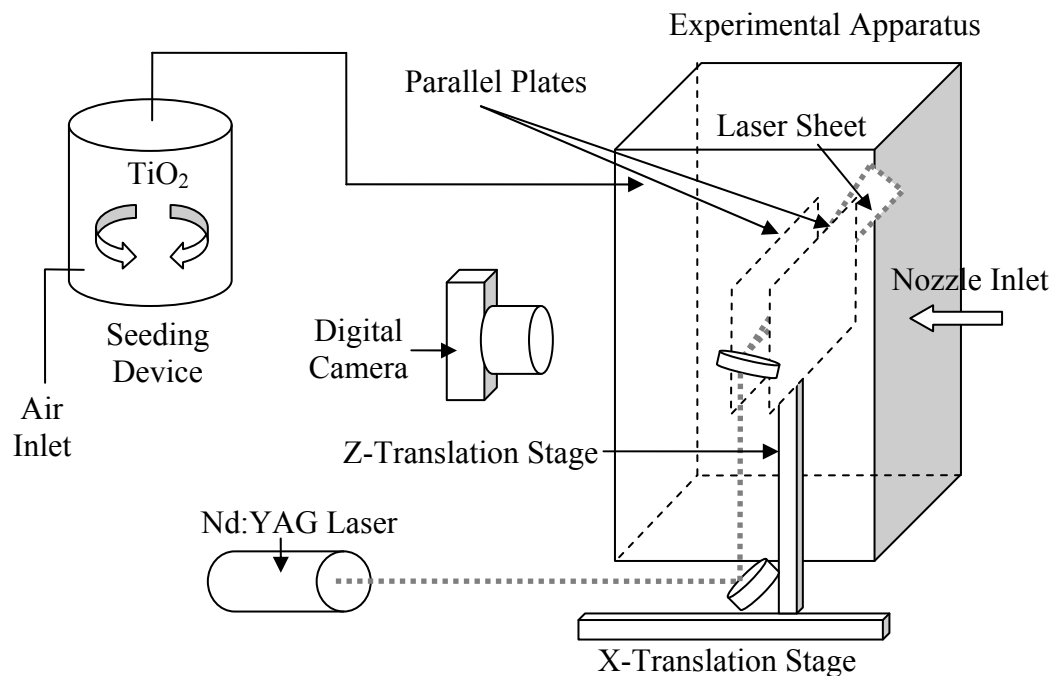 Experimental Apparatus
Parallel Plates
Laser Sheet
TiO₂
Nozzle Inlet
Seeding
Device
Digital
Camera
Air
Inlet
Z-Translation Stage
Nd:YAG Laser
X-Translation Stage